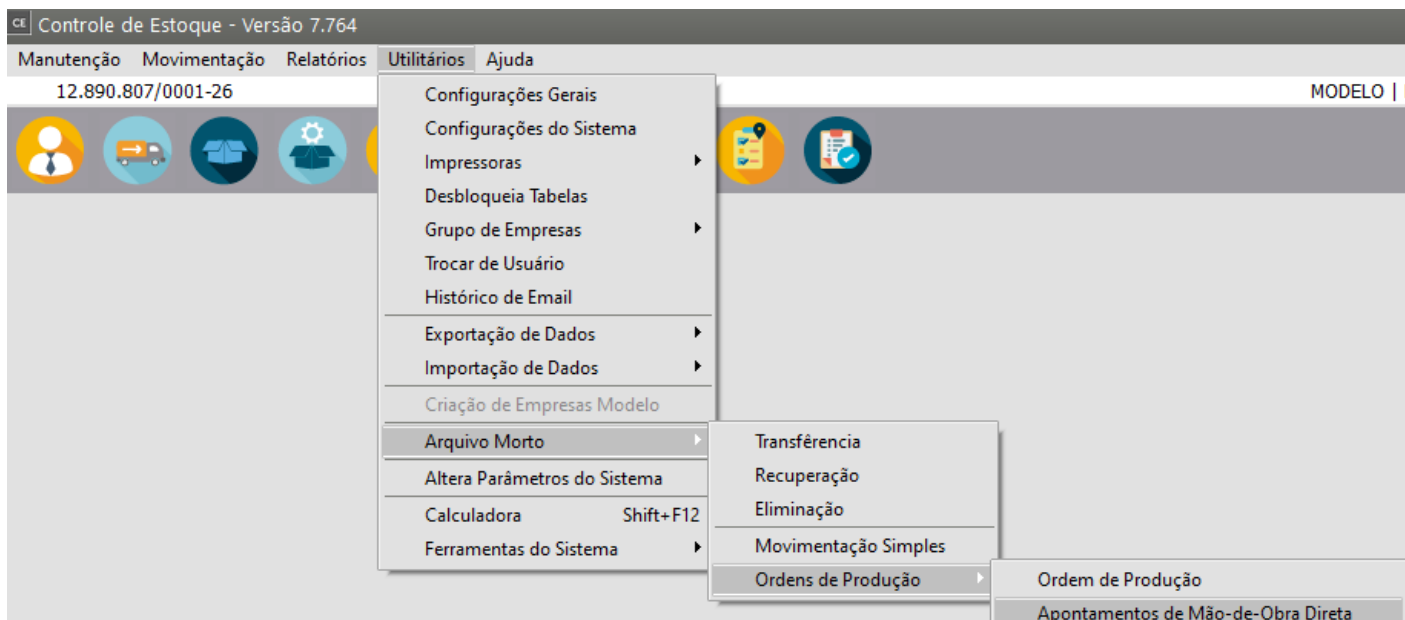 CE Controle de Estoque - Versão 7.764
Manutenção Movimentação Relatórios Utilitários Ajuda
12.890.807/0001-26 MODELO |
Configurações Gerais
Configurações do Sistema
Impressoras
Desbloqueia Tabelas
Grupo de Empresas
Trocar de Usuário
Histórico de Email
Exportação de Dados
Importação de Dados
Criação de Empresas Modelo
Arquivo Morto
Altera Parâmetros do Sistema
Calculadora Shift+F12
Ferramentas do Sistema
Transfêrencia
Recuperação
Eliminação
Movimentação Simples
Ordens de Produção
Ordem de Produção
Apontamentos de Mão-de-Obra Direta